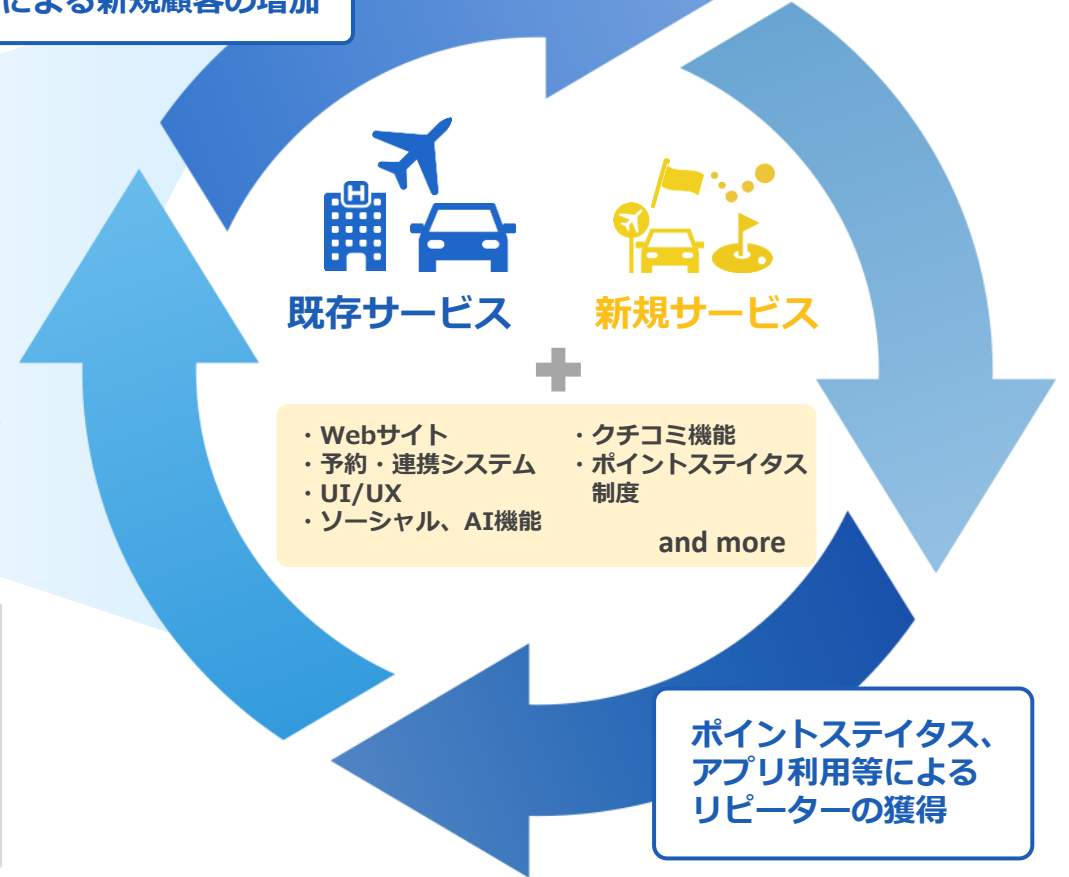 による新規顧客の増加
H
既存サービス
新規サービス
・Webサイト
・予約・連携システム
・UI/UX
・ソーシャル、AI機能
・クチコミ機能
・ポイントステイタス
制度
and more
ポイントステイタス、
アプリ利用等による
リピーターの獲得